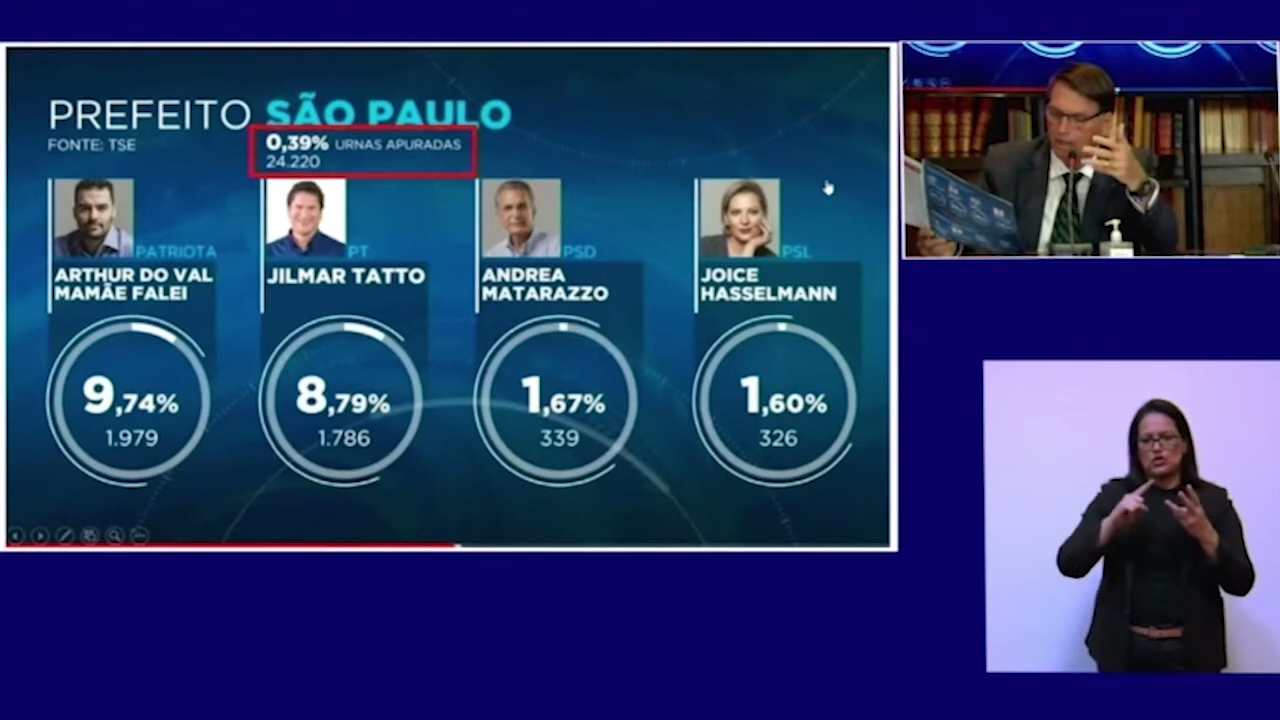 PREFEITO SÃO PAULO
FONTE: TSE
0,39% URNAS APURADAS
24.220
PATRIOTA
ARTHUR DO VAL
MAMÃE FALEI
9,74%
1.979
PT
JILMAR TATTO
8,79%
1.786
PSD
ANDREA
MATARAZZO
1,67%
339
PSL
JOICE
HASSELMANN
1,60%
326